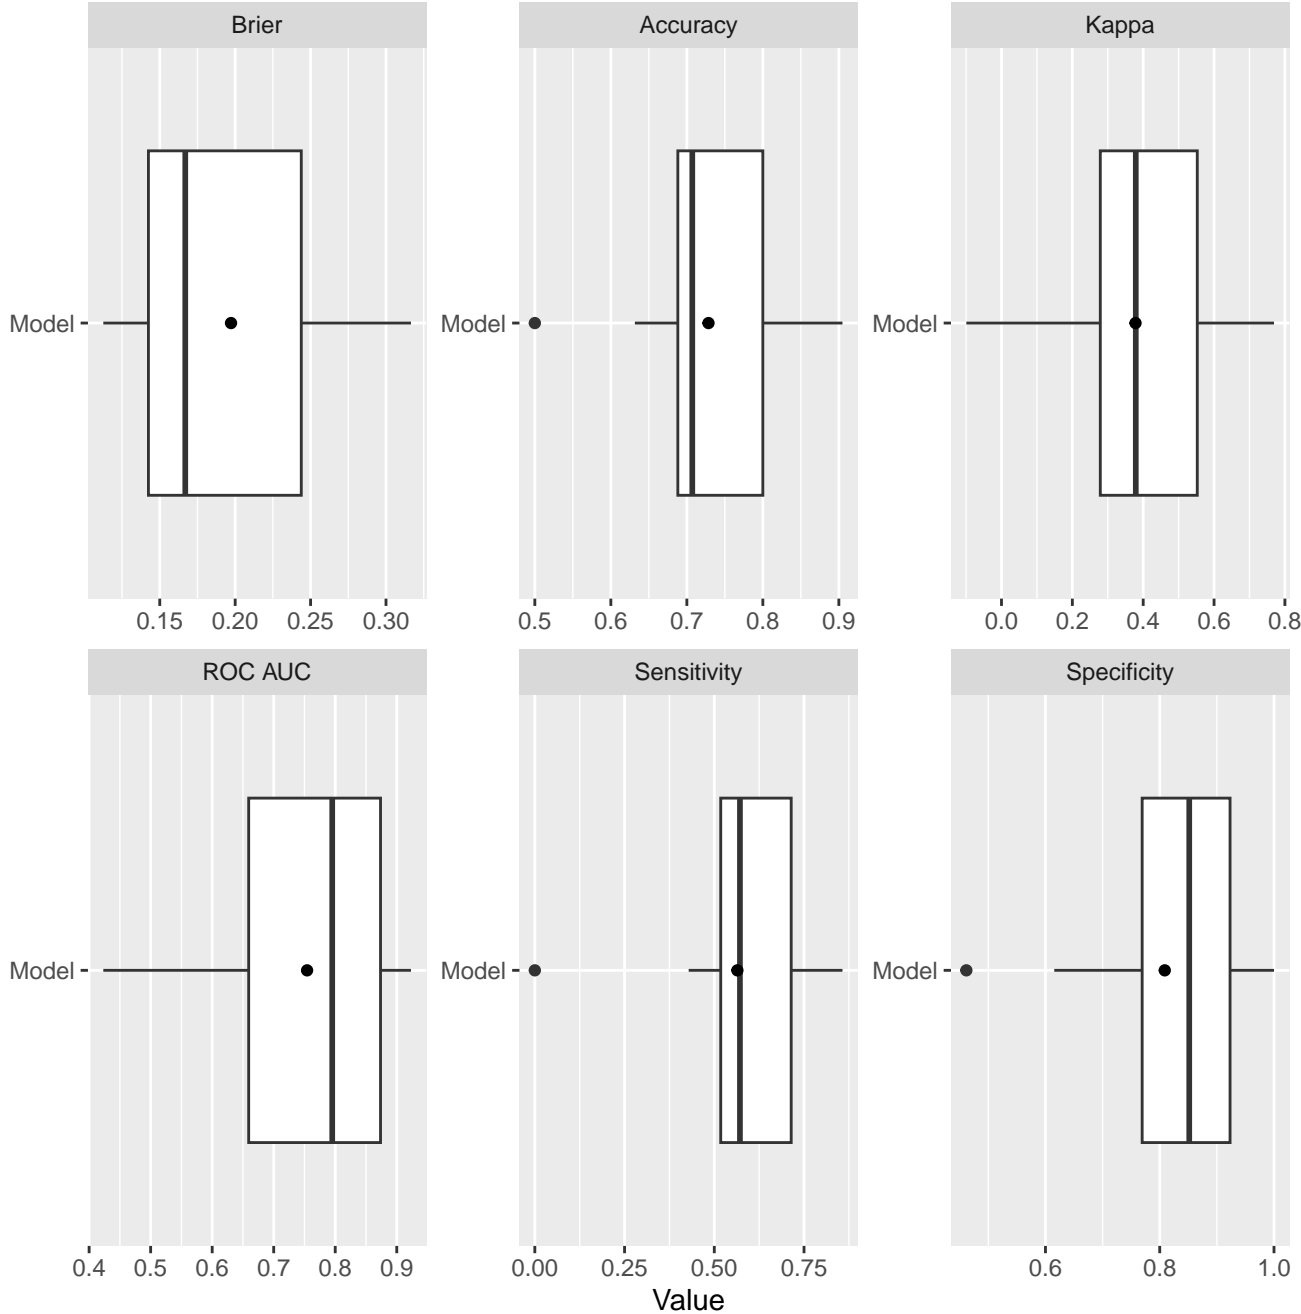 Brier Accuracy Kappa
Model Model Model
0.15 0.20 0.25 0.30 0.5 0.6 0.7 0.8 0.9 0.0 0.2 0.4 0.6 0.8
ROC AUC Sensitivity Specificity
Model Model Model
0.4 0.5 0.6 0.7 0.8 0.9 0.00 0.25 0.50 0.75 0.6 0.8 1.0
Value